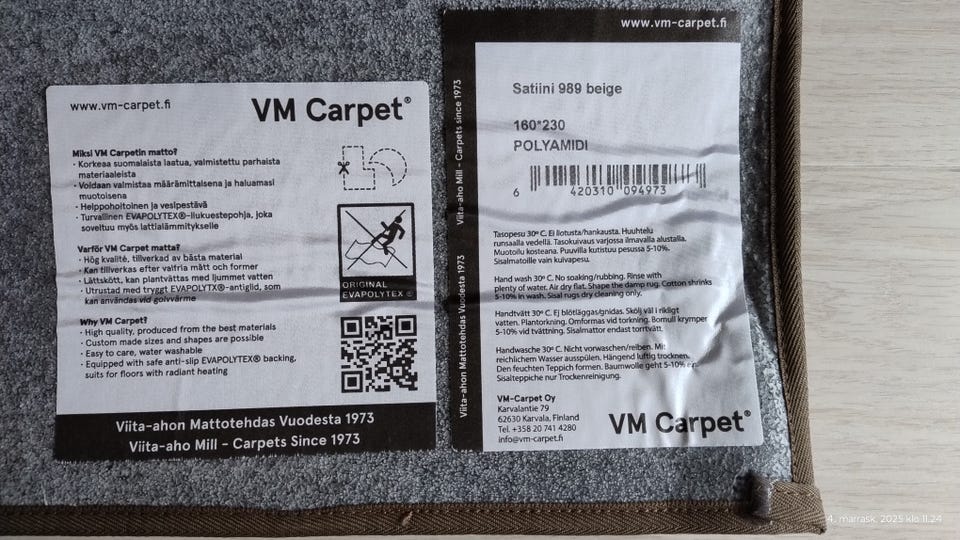 www.vm-carpet.fi
VM Carpet®
Miksi VM Carpetin matto?
· Korkeaa suomalaista laatua, valmistettu parhaista
materiaaleista
· Voidaan valmistaa määrämittaisena ja haluamasi
muotoisena
· Helppohoitoinen ja vesipestävä
· Turvallinen EVAPOLYTEX®-liukuestepohja, joka
soveltuu myös lattialämmitykselle
Varför VM Carpet matta?
· Hög kvalité, tillverkad av bästa material
· Kan tillverkas efter valfria mått och former
· Lättskött, kan plantvättas med ljummet vatten
· Utrustad med tryggt EVAPOLYTX®-antiglid, som
kan användas vid golvvärme
Why VM Carpet?
· High quality, produced from the best materials
· Custom made sizes and shapes are possible
· Easy to care, water washable
· Equipped with safe anti-slip EVAPOLYTEX® backing,
suits for floors with radiant heating
ORIGINAL
EVAPOLYTEX®
Viita-ahon Mattotehdas Vuodesta 1973
Viita-aho Mill - Carpets Since 1973
www.vm-carpet.fi
Viita-aho Mill - Carpets since 1973
Viita-ahon Mattotehdas Vuodesta 1973
Satiini 989 beige
160*230
POLYAMIDI
6 420310 094973
Tasopesu 30º C. Ei liotusta/hankausta. Huuhtelu
runsaalla vedellä. Tasokuivaus varjossa ilmavalla alustalla.
Muotoilu kosteana. Puuvilla kutistuu pesussa 5-10%.
Sisalmatoille vain kuivapesu.
Hand wash 30º C. No soaking/rubbing. Rinse with
plenty of water. Air dry flat. Shape the damp rug. Cotton shrinks
5-10% in wash. Sisal rugs dry cleaning only.
Handtvätt 30º C. Ej blötläggas/gnidas. Skölj väl i rikligt
vatten. Plantorkning. Omformas vid torkning. Bomull krymper
5-10% vid tvättning. Sisalmattor endast torrtvätt.
Handwasche 30º C. Nicht vorwaschen/reiben. Mit
reichlichem Wasser ausspülen. Hängend luftig trocknen.
Den feuchten Teppich formen. Baumwolle geht 5-10%
Sisalteppiche nur Trockenreinigung.
VM-Carpet Oy
Karvalantie 79
62630 Karvala, Finland
Tel. +358 20 741 4280
info@vm-carpet.fi
VM Carpet®
4. marrask. 2025 klo 11.24